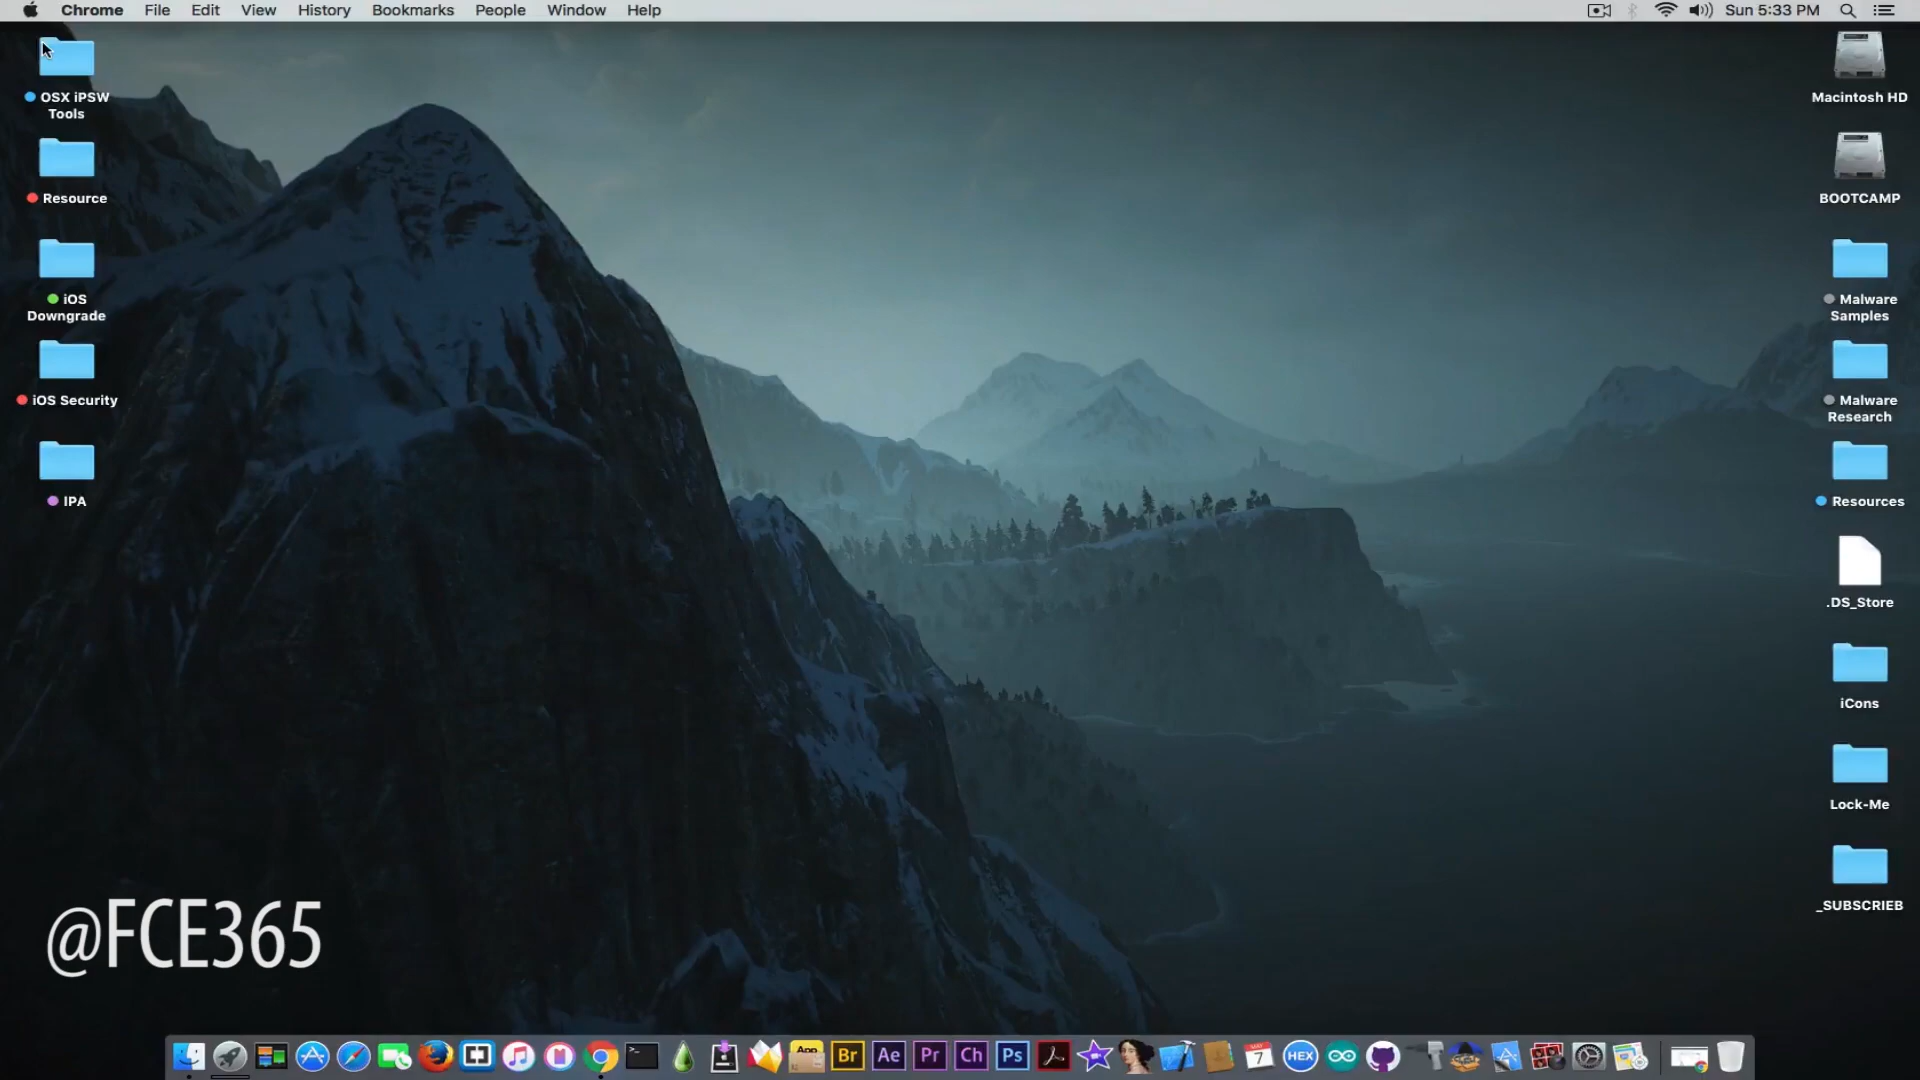 Chrome File Edit View History Bookmarks People Window Help
Sun 5:33 PM
OSX iPSW
Tools
Resource
iOS
Downgrade
iOS Security
IPA
Macintosh HD
BOOTCAMP
Malware
Samples
Malware
Research
Resources
.DS_Store
iCons
Lock-Me
_SUBSCRIEB
@FCE365
App
Br
Ae
Pr
Ch
Ps
7
HEX